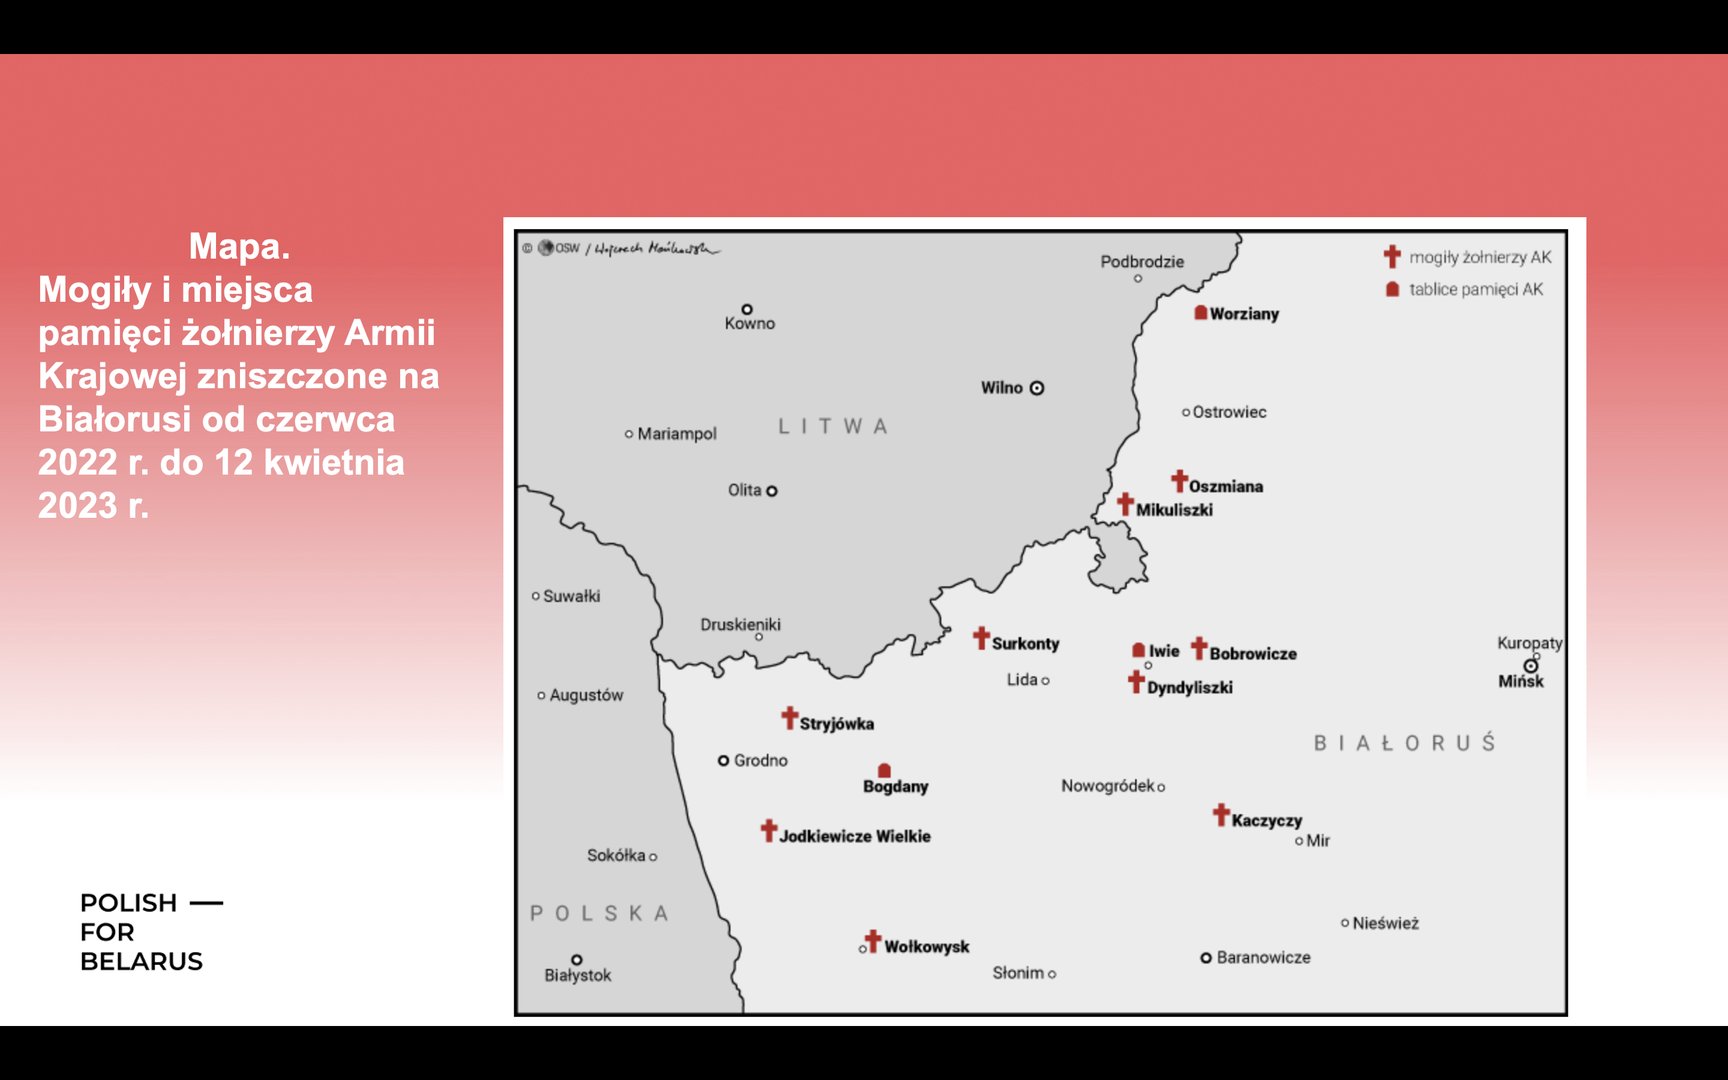 Mapa.
Mogiły i miejsca
pamięci żołnierzy Armii
Krajowej zniszczone na
Białorusi od czerwca
2022 r. do 12 kwietnia
2023 r.
POLISH —
FOR
BELARUS
© OSW / Wojciech Mańkowski
mogiły żołnierzy AK
tablice pamięci AK
Podbrodzie
Worziany
Kowno
Wilno
Ostrowiec
LITWA
Mariampol
Olita
Oszmiana
Mikuliszki
Suwałki
Druskieniki
Surkonty
Iwie
Bobrowicze
Kuropaty
Lida
Dyndyliszki
Mińsk
Augustów
Stryjówka
BIAŁORUŚ
Grodno
Bogdany
Nowogródek
Kaczyczy
Jodkiewicze Wielkie
Mir
Sokółka
POLSKA
Nieśwież
Wołkowysk
Baranowicze
Białystok
Słonim